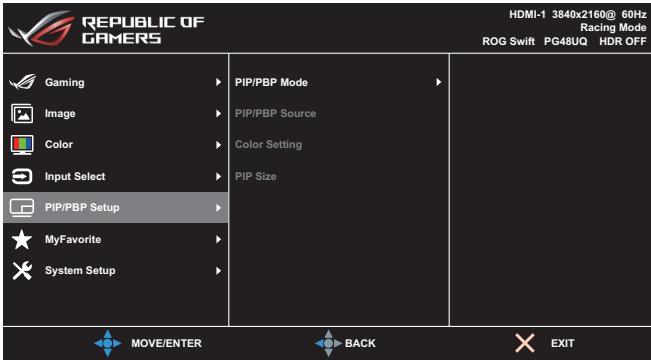 REPUBLIC OF
GAMERS
HDMI-1 3840x2160@ 60Hz
Racing Mode
ROG Swift PG48UQ HDR OFF
Gaming
Image
Color
Input Select
PIP/PBP Setup
MyFavorite
System Setup
PIP/PBP Mode
PIP/PBP Source
Color Setting
PIP Size
MOVE/ENTER
BACK
EXIT